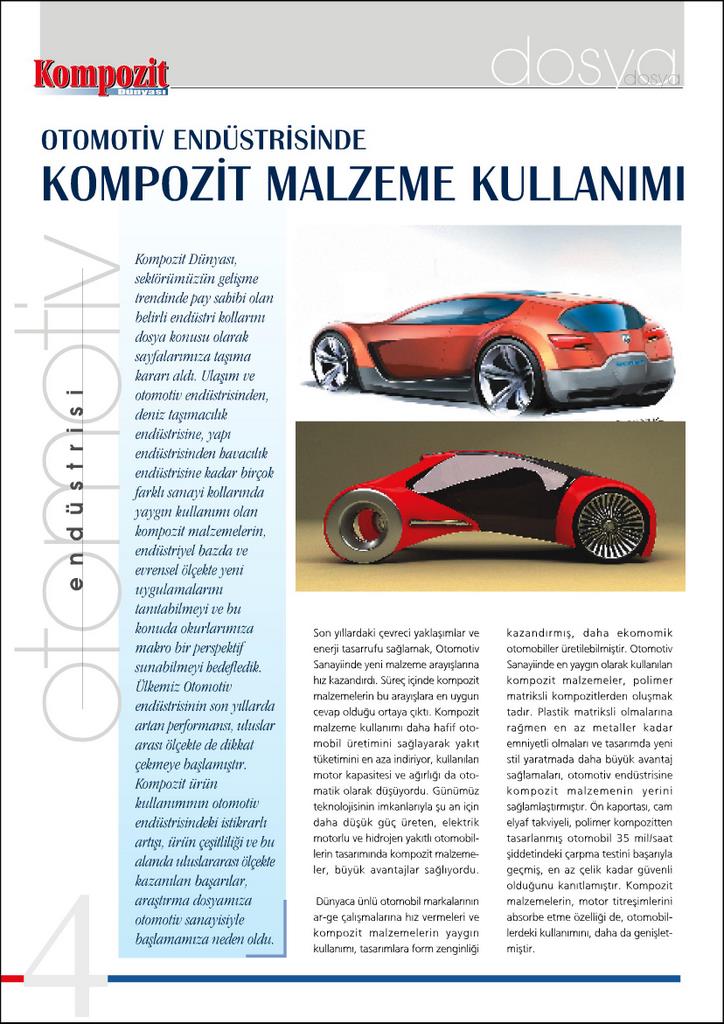 dosya
dosya
Kompozit
Dünyası
OTOMOTİV ENDÜSTRİSİNDE
KOMPOZİT MALZEME KULLANIMI
otomotiv
endüstrisi
Kompozit Dünyası,
sektörümüzün gelişme
trendinde pay sahibi olan
belirli endüstri kollarını
dosya konusu olarak
sayfalarımıza taşıma
kararı aldı. Ulaşım ve
otomotiv endüstrisinden,
deniz taşımacılık
endüstrisine, yapı
endüstrisinden havacılık
endüstrisine kadar birçok
farklı sanayi kollarında
yaygın kullanımı olan
kompozit malzemelerin,
endüstriyel bazda ve
evrensel ölçekte yeni
uygulamalarını
tanıtabilmeyi ve bu
konuda okurlarımıza
makro bir perspektif
sunabilmeyi hedefledik.
Ülkemiz Otomotiv
endüstrisinin son yıllarda
artan performansı, uluslar
arası ölçekte de dikkat
çekmeye başlamıştır.
Kompozit ürün
kullanımının otomotiv
endüstrisindeki istikrarlı
artışı, ürün çeşitliliği ve bu
alanda uluslararası ölçekte
kazanılan başarılar,
araştırma dosyamıza
otomotiv sanayisiyle
başlamamıza neden oldu.
Son yıllardaki çevreci yaklaşımlar ve
enerji tasarrufu sağlamak, Otomotiv
Sanayiinde yeni malzeme arayışlarına
hız kazandırdı. Süreç içinde kompozit
malzemelerin bu arayışlara en uygun
cevap olduğu ortaya çıktı. Kompozit
malzeme kullanımı daha hafif oto-
mobil üretimini sağlayarak yakıt
tüketimini en aza indiriyor, kullanılan
motor kapasitesi ve ağırlığı da oto-
matik olarak düşüyordu. Günümüz
teknolojisinin imkanlarıyla şu an için
daha düşük güç üreten, elektrik
motorlu ve hidrojen yakıtlı otomobil-
lerin tasarımında kompozit malzeme-
ler, büyük avantajlar sağlıyordu.
Dünyaca ünlü otomobil markalarının
ar-ge çalışmalarına hız vermeleri ve
kompozit malzemelerin yaygın
kullanımı, tasarımlara form zenginliği
kazandırmış, daha ekomomik
otomobiller üretilebilmiştir. Otomotiv
Sanayiinde en yaygın olarak kullanılan
kompozit malzemeler, polimer
matriksli kompozitlerden oluşmak
tadır. Plastik matriksli olmalarına
rağmen en az metaller kadar
emniyetli olmaları ve tasarımda yeni
stil yaratmada daha büyük avantaj
sağlamaları, otomotiv endüstrisine
kompozit malzemenin yerini
sağlamlaştırmıştır. Ön kaportası, cam
elyaf takviyeli, polimer kompozitten
tasarlanmış otomobil 35 mil/saat
şiddetindeki çarpma testini başarıyla
geçmiş, en az çelik kadar güvenli
olduğunu kanıtlamıştır. Kompozit
malzemelerin, motor titreşimlerini
absorbe etme özelliği de, otomobil-
lerdeki kullanımını, daha da genişlet-
miştir.
4